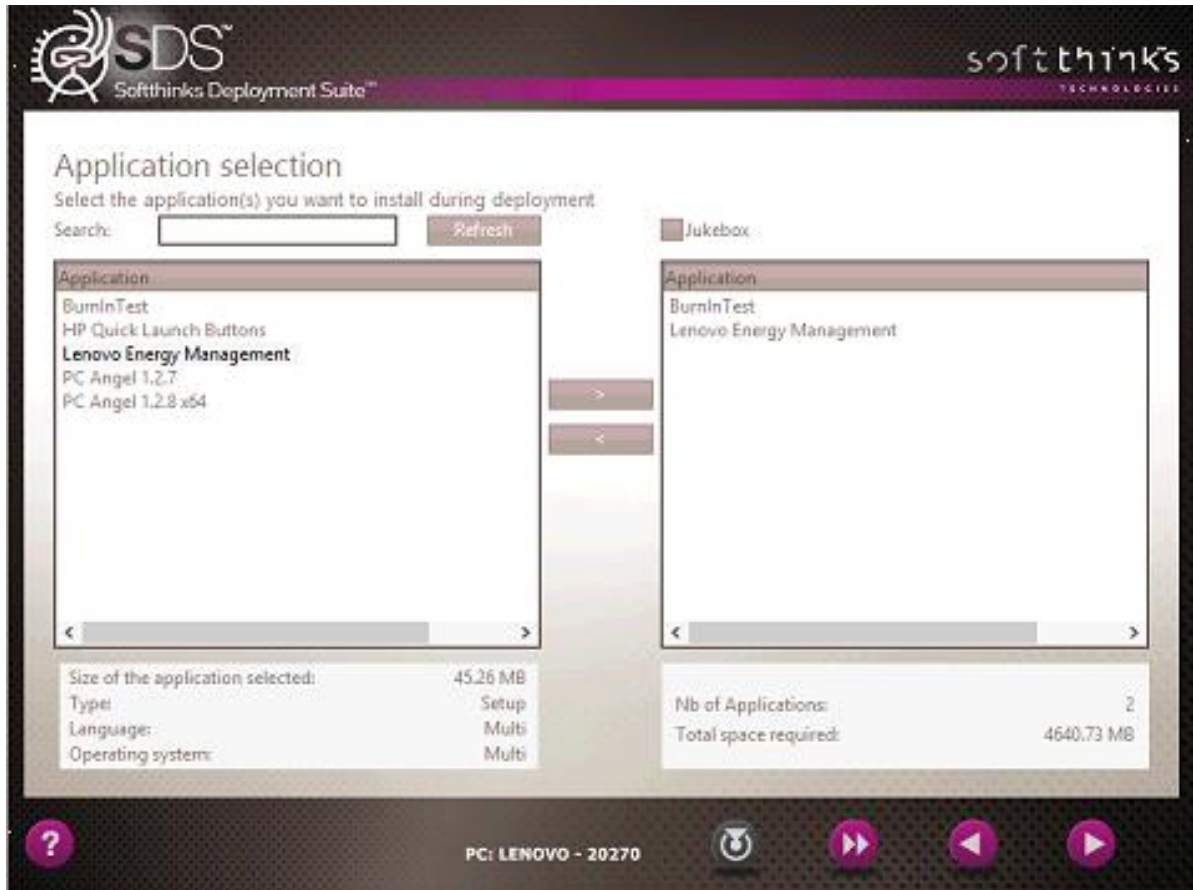 SDS™
Softthinks Deployment Suite™
softthinks
TECHNOLOGIES
Application selection
Select the application(s) you want to install during deployment
Search:
Refresh
Jukebox
Application
BurnInTest
HP Quick Launch Buttons
Lenovo Energy Management
PC Angel 1.2.7
PC Angel 1.2.8 x64
>
<
Application
BurnInTest
Lenovo Energy Management
Size of the application selected: 45.26 MB
Type: Setup
Language: Multi
Operating system: Multi
Nb of Applications: 2
Total space required: 4640.73 MB
?
PC: LENOVO - 20270